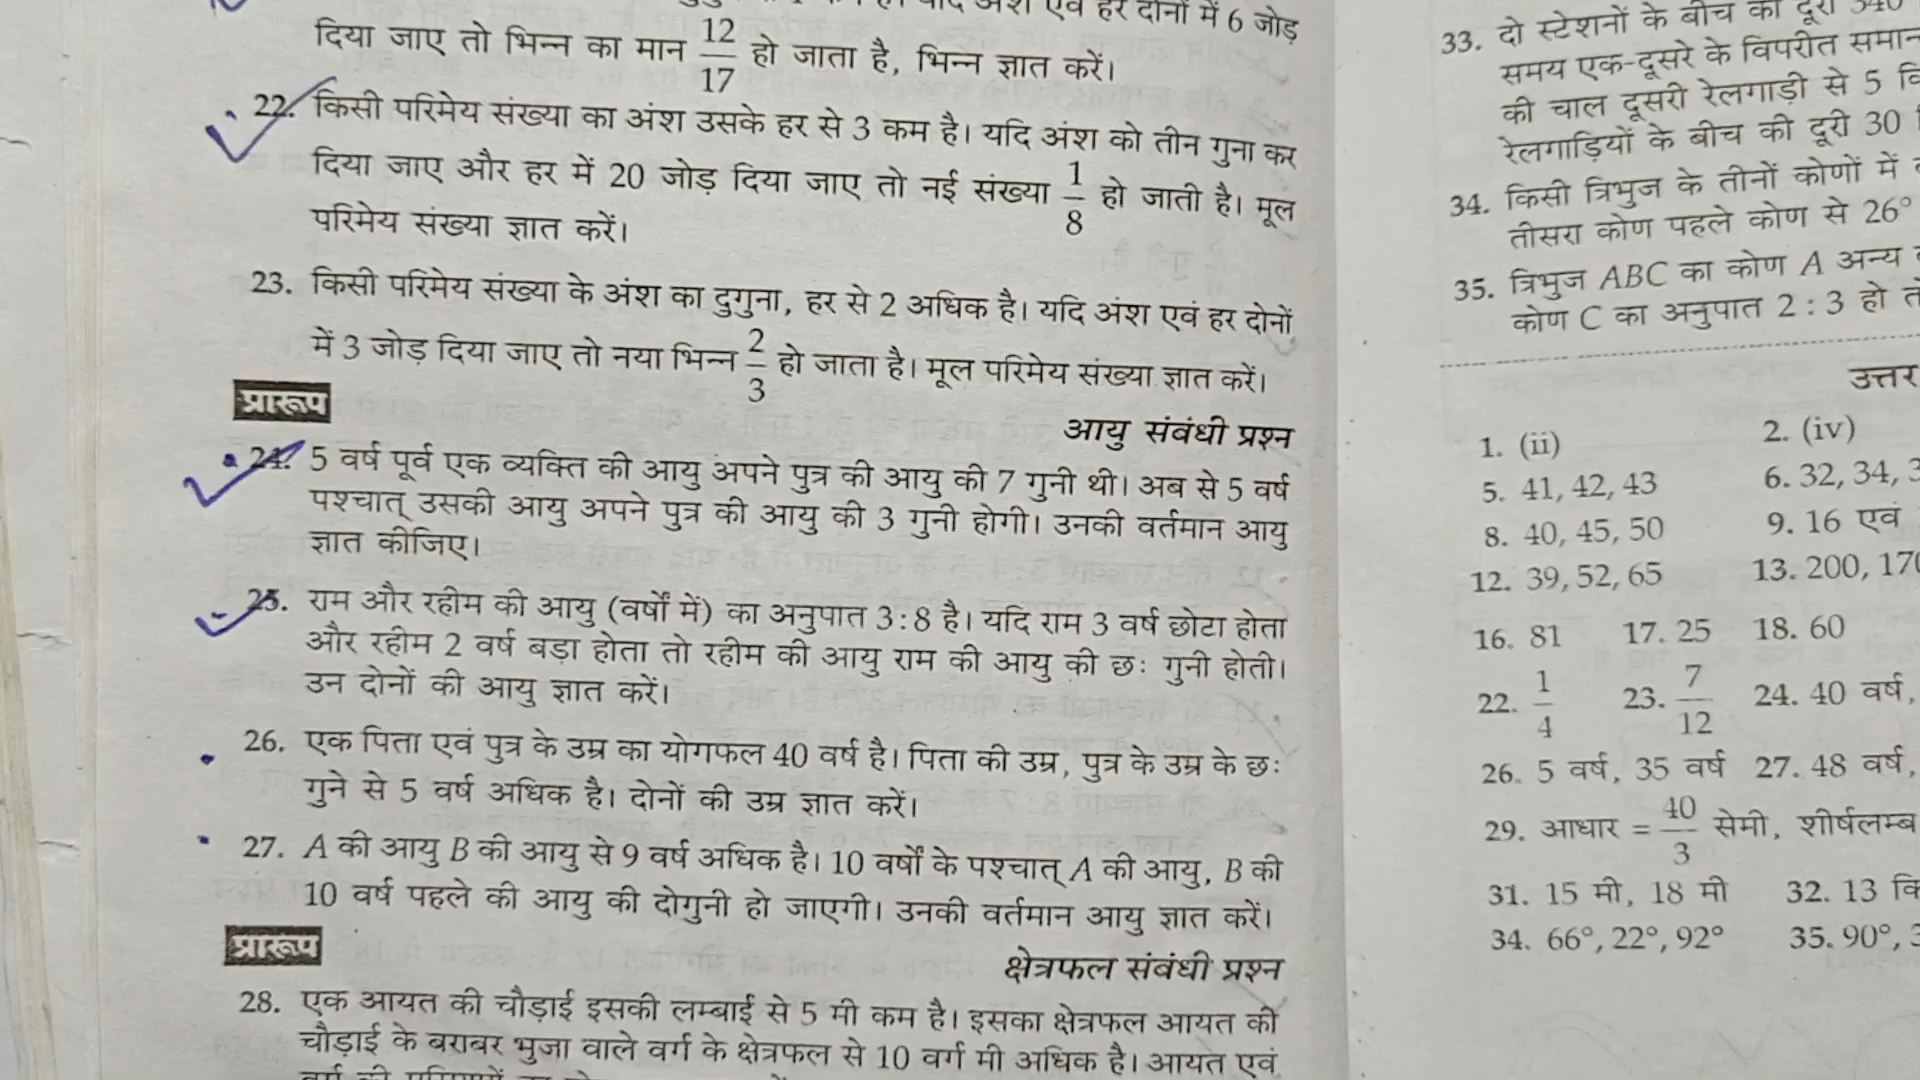 दोनों में 6 जोड़
दिया जाए तो भिन्न का मान 12/17 हो जाता है, भिन्न ज्ञात करें।
22. किसी परिमेय संख्या का अंश उसके हर से 3 कम है। यदि अंश को तीन गुना कर
दिया जाए और हर में 20 जोड़ दिया जाए तो नई संख्या 1/8 हो जाती है। मूल
परिमेय संख्या ज्ञात करें।
23. किसी परिमेय संख्या के अंश का दुगुना, हर से 2 अधिक है। यदि अंश एवं हर दोनों
में 3 जोड़ दिया जाए तो नया भिन्न 2/3 हो जाता है। मूल परिमेय संख्या ज्ञात करें।
प्रारूप
आयु संबंधी प्रश्न
24. 5 वर्ष पूर्व एक व्यक्ति की आयु अपने पुत्र की आयु की 7 गुनी थी। अब से 5 वर्ष
पश्चात् उसकी आयु अपने पुत्र की आयु की 3 गुनी होगी। उनकी वर्तमान आयु
ज्ञात कीजिए।
25. राम और रहीम की आयु (वर्षों में) का अनुपात 3:8 है। यदि राम 3 वर्ष छोटा होता
और रहीम 2 वर्ष बड़ा होता तो रहीम की आयु राम की आयु की छः गुनी होती।
उन दोनों की आयु ज्ञात करें।
26. एक पिता एवं पुत्र के उम्र का योगफल 40 वर्ष है। पिता की उम्र, पुत्र के उम्र के छः
गुने से 5 वर्ष अधिक है। दोनों की उम्र ज्ञात करें।
27. A की आयु B की आयु से 9 वर्ष अधिक है। 10 वर्षों के पश्चात् A की आयु, B की
10 वर्ष पहले की आयु की दोगुनी हो जाएगी। उनकी वर्तमान आयु ज्ञात करें।
प्रारूप
क्षेत्रफल संबंधी प्रश्न
28. एक आयत की चौड़ाई इसकी लम्बाई से 5 मी कम है। इसका क्षेत्रफल आयत की
चौड़ाई के बराबर भुजा वाले वर्ग के क्षेत्रफल से 10 वर्ग मी अधिक है। आयत एवं
33. दो स्टेशनों के बीच की
समय एक-दूसरे के विपरीत
की चाल दूसरी रेलगाड़ी से 5
रेलगाड़ियों के बीच की दूरी 30
34. किसी त्रिभुज के तीनों कोणों में
तीसरा कोण पहले कोण से 26°
35. त्रिभुज ABC का कोण A अन्य
कोण C का अनुपात 2 : 3 हो
उत्तर
1. (ii) 2. (iv)
5. 41, 42, 43 6. 32, 34,
8. 40, 45, 50 9. 16 एवं
12. 39, 52, 65 13. 200,
16. 81 17. 25 18. 60
22. 1/4 23. 7/12 24. 40 वर्ष,
26. 5 वर्ष, 35 वर्ष 27. 48 वर्ष,
29. आधार = 40/3 सेमी, शीर्षलम्ब
31. 15 मी, 18 मी 32. 13
34. 66°, 22°, 92° 35. 90°,